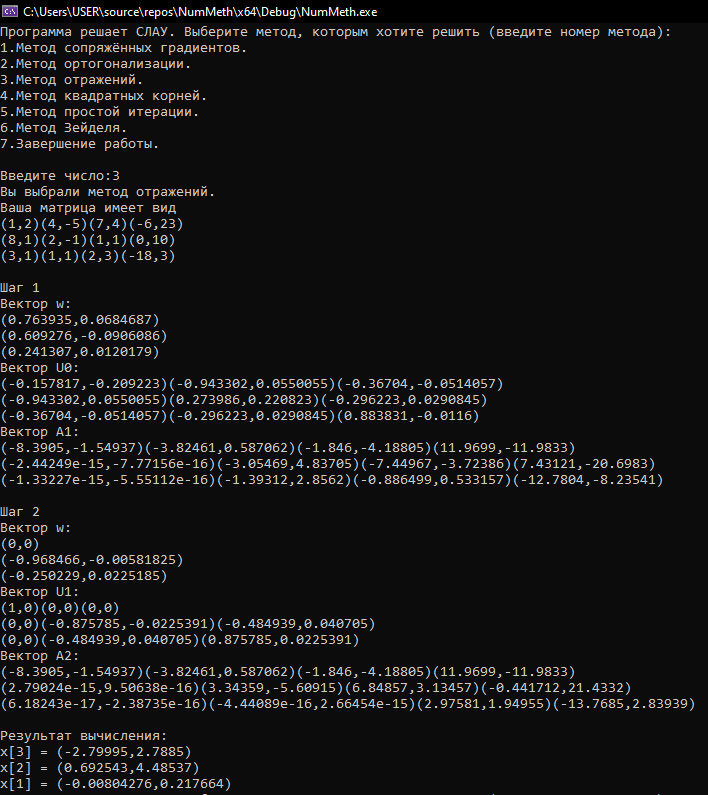 C:\Users\USER\source\repos\NumMeth\x64\Debug\NumMeth.exe
Программа решает СЛАУ. Выберите метод, которым хотите решить (введите номер метода):
1.Метод сопряжённых градиентов.
2.Метод ортогонализации.
3.Метод отражений.
4.Метод квадратных корней.
5.Метод простой итерации.
6.Метод Зейделя.
7.Завершение работы.
Введите число:3
Вы выбрали метод отражений.
Ваша матрица имеет вид
(1,2)(4,-5)(7,4)(-6,23)
(8,1)(2,-1)(1,1)(0,10)
(3,1)(1,1)(2,3)(-18,3)
Шаг 1
Вектор w:
(0.763935,0.0684687)
(0.609276,-0.0906086)
(0.241307,0.0120179)
Вектор U0:
(-0.157817,-0.209223)(-0.943302,0.0550055)(-0.36704,-0.0514057)
(-0.943302,0.0550055)(0.273986,0.220823)(-0.296223,0.0290845)
(-0.36704,-0.0514057)(-0.296223,0.0290845)(0.883831,-0.0116)
Вектор A1:
(-8.3905,-1.54937)(-3.82461,0.587062)(-1.846,-4.18805)(11.9699,-11.9833)
(-2.44249e-15,-7.77156e-16)(-3.05469,4.83705)(-7.44967,-3.72386)(7.43121,-20.6983)
(-1.33227e-15,-5.55112e-16)(-1.39312,2.8562)(-0.886499,0.533157)(-12.7804,-8.23541)
Шаг 2
Вектор w:
(0,0)
(-0.968466,-0.00581825)
(-0.250229,0.0225185)
Вектор U1:
(1,0)(0,0)(0,0)
(0,0)(-0.875785,-0.0225391)(-0.484939,0.040705)
(0,0)(-0.484939,0.040705)(0.875785,0.0225391)
Вектор A2:
(-8.3905,-1.54937)(-3.82461,0.587062)(-1.846,-4.18805)(11.9699,-11.9833)
(2.79024e-15,9.50638e-16)(3.34359,-5.60915)(6.84857,3.13457)(-0.441712,21.4332)
(6.18243e-17,-2.38735e-16)(-4.44089e-16,2.66454e-15)(2.97581,1.94955)(-13.7685,2.83939)
Результат вычисления:
x[3] = (-2.79995,2.7885)
x[2] = (0.692543,4.48537)
x[1] = (-0.00804276,0.217664)